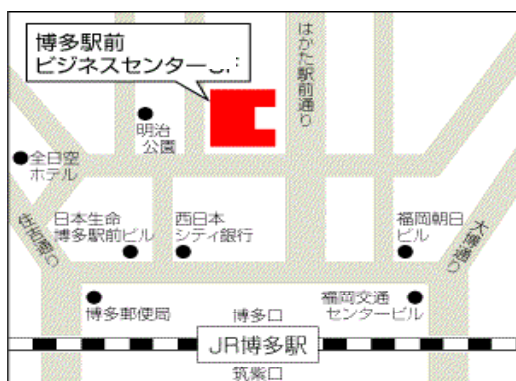 博多駅前
ビジネスセンター
はかた駅前通り
明治
公園
全日空
ホテル
住吉通り
日本生命
博多駅前ビル
西日本
シティ銀行
福岡朝日
ビル
大博通り
博多郵便局
博多口
福岡交通
センタービル
JR博多駅
筑紫口